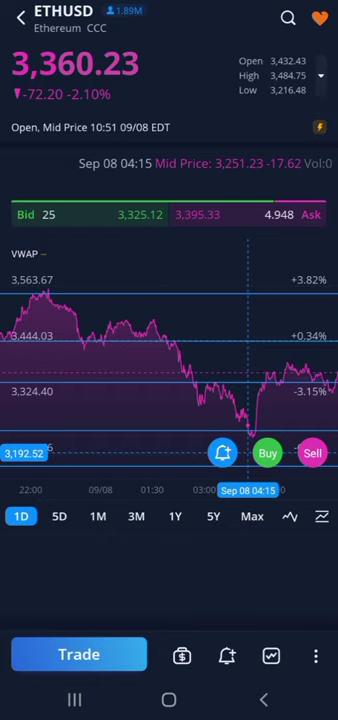 ETHUSD 1.89M
Ethereum CCC
3,360.23
-72.20 -2.10%
Open 3,432.43
High 3,484.75
Low 3,216.48
Open, Mid Price 10:51 09/08 EDT
Sep 08 04:15 Mid Price: 3,251.23 -17.62 Vol:0
Bid 25 3,325.12 3,395.33 4.948 Ask
VWAP
3,563.67 +3.82%
3,444.03 +0.34%
3,324.40 -3.15%
3,192.52
Buy Sell
22:00 09/08 01:30 03:00 Sep 08 04:15
1D 5D 1M 3M 1Y 5Y Max
Trade